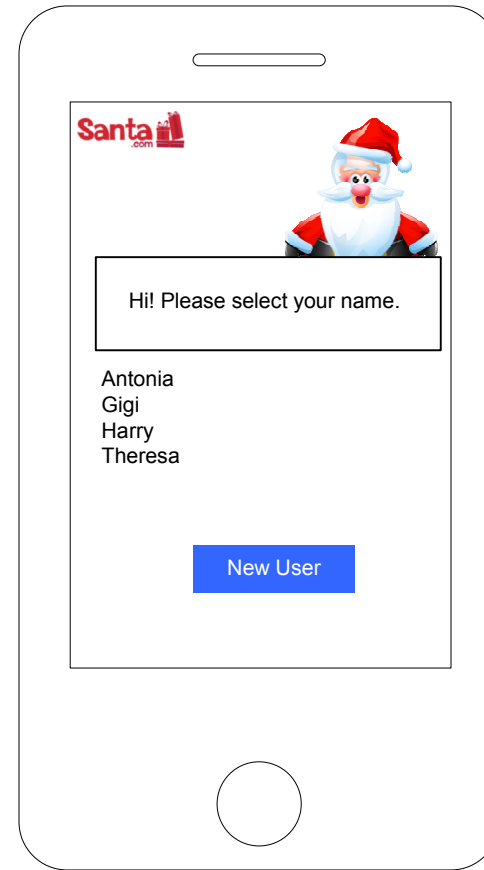 Santa
.com
Hi! Please select your name.
Antonia
Gigi
Harry
Theresa
New User